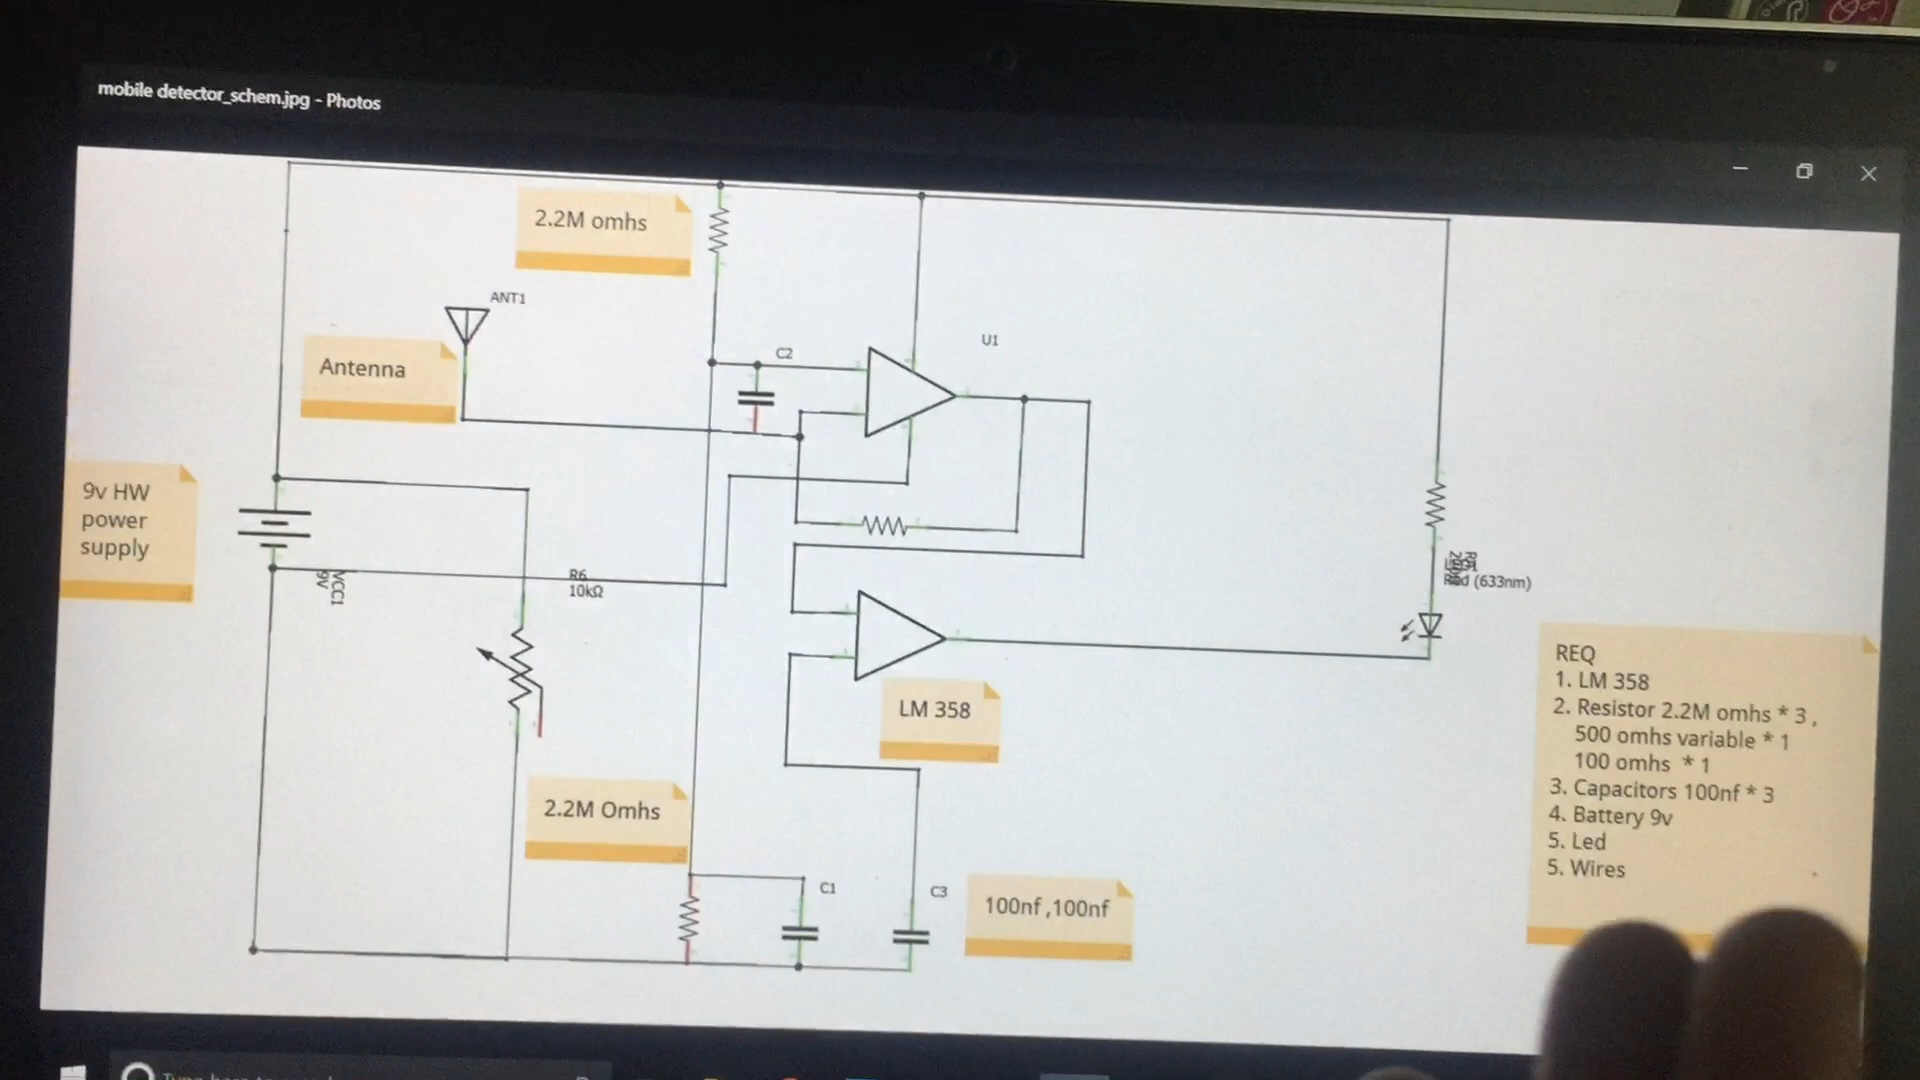 mobile detector_schem.jpg - Photos
2.2M omhs
ANT1
Antenna
C2
U1
9v HW
power
supply
VCC1
9V
R6
10kΩ
Red (633nm)
LM 358
2.2M Omhs
C1
C3
100nf ,100nf
REQ
1. LM 358
2. Resistor 2.2M omhs * 3 ,
500 omhs variable * 1
100 omhs * 1
3. Capacitors 100nf * 3
4. Battery 9v
5. Led
5. Wires